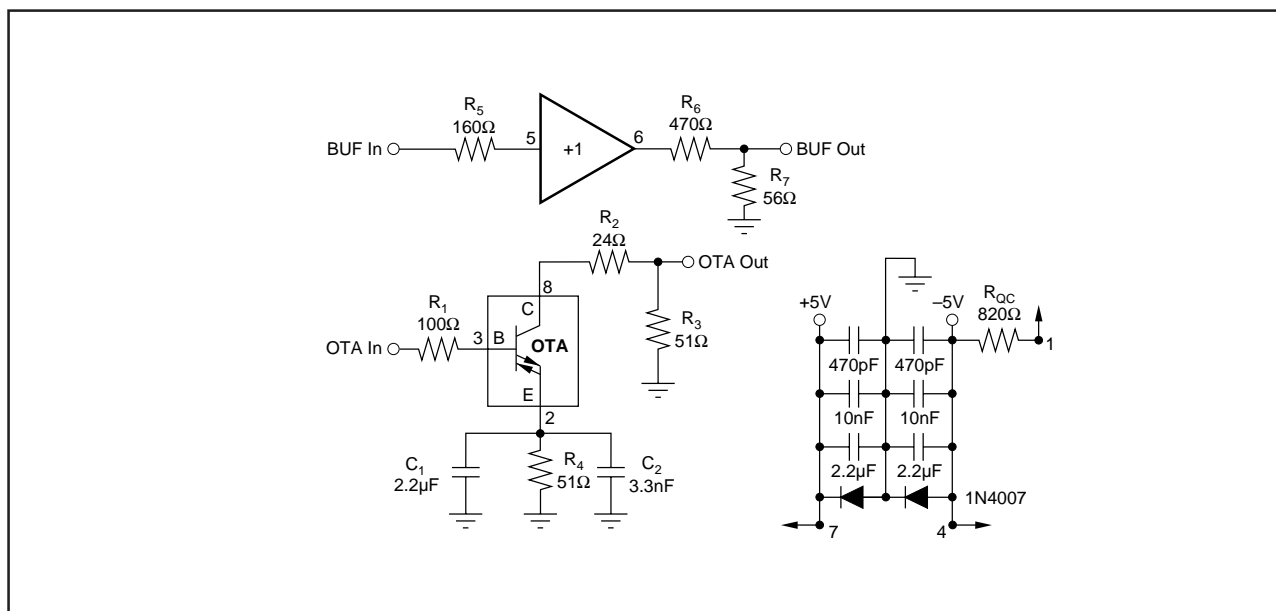 R5
160Ω
BUF In
5
+1
6
R6
470Ω
BUF Out
R7
56Ω
R2
24Ω
OTA Out
8
C
R1
100Ω
3
B
OTA
OTA In
E
2
R3
51Ω
C1
2.2µF
R4
51Ω
C2
3.3nF
+5V
–5V
RQC
820Ω
1
470pF
470pF
10nF
10nF
2.2µF
2.2µF
1N4007
7
4